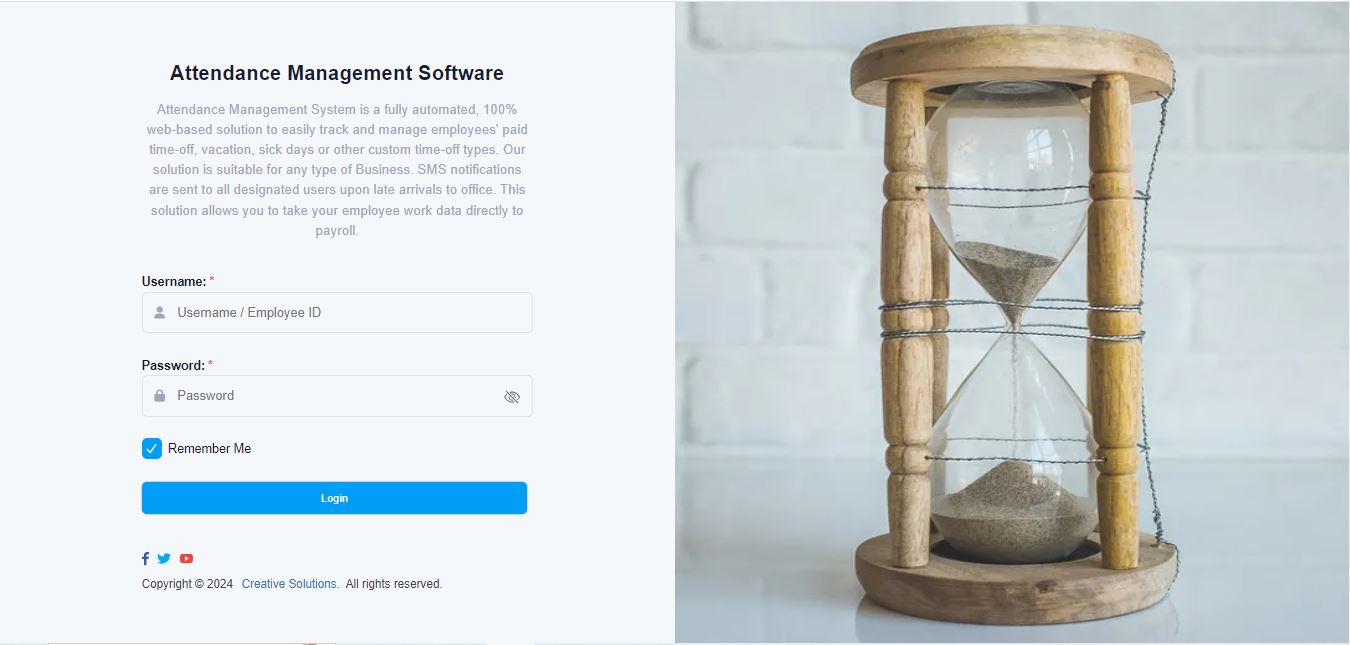 Attendance Management Software
Attendance Management System is a fully automated, 100%
web-based solution to easily track and manage employees' paid
time-off, vacation, sick days or other custom time-off types. Our
solution is suitable for any type of Business. SMS notifications
are sent to all designated users upon late arrivals to office. This
solution allows you to take your employee work data directly to
payroll.
Username: *
Username / Employee ID
Password: *
Password
Remember Me
Login
Copyright © 2024 Creative Solutions. All rights reserved.